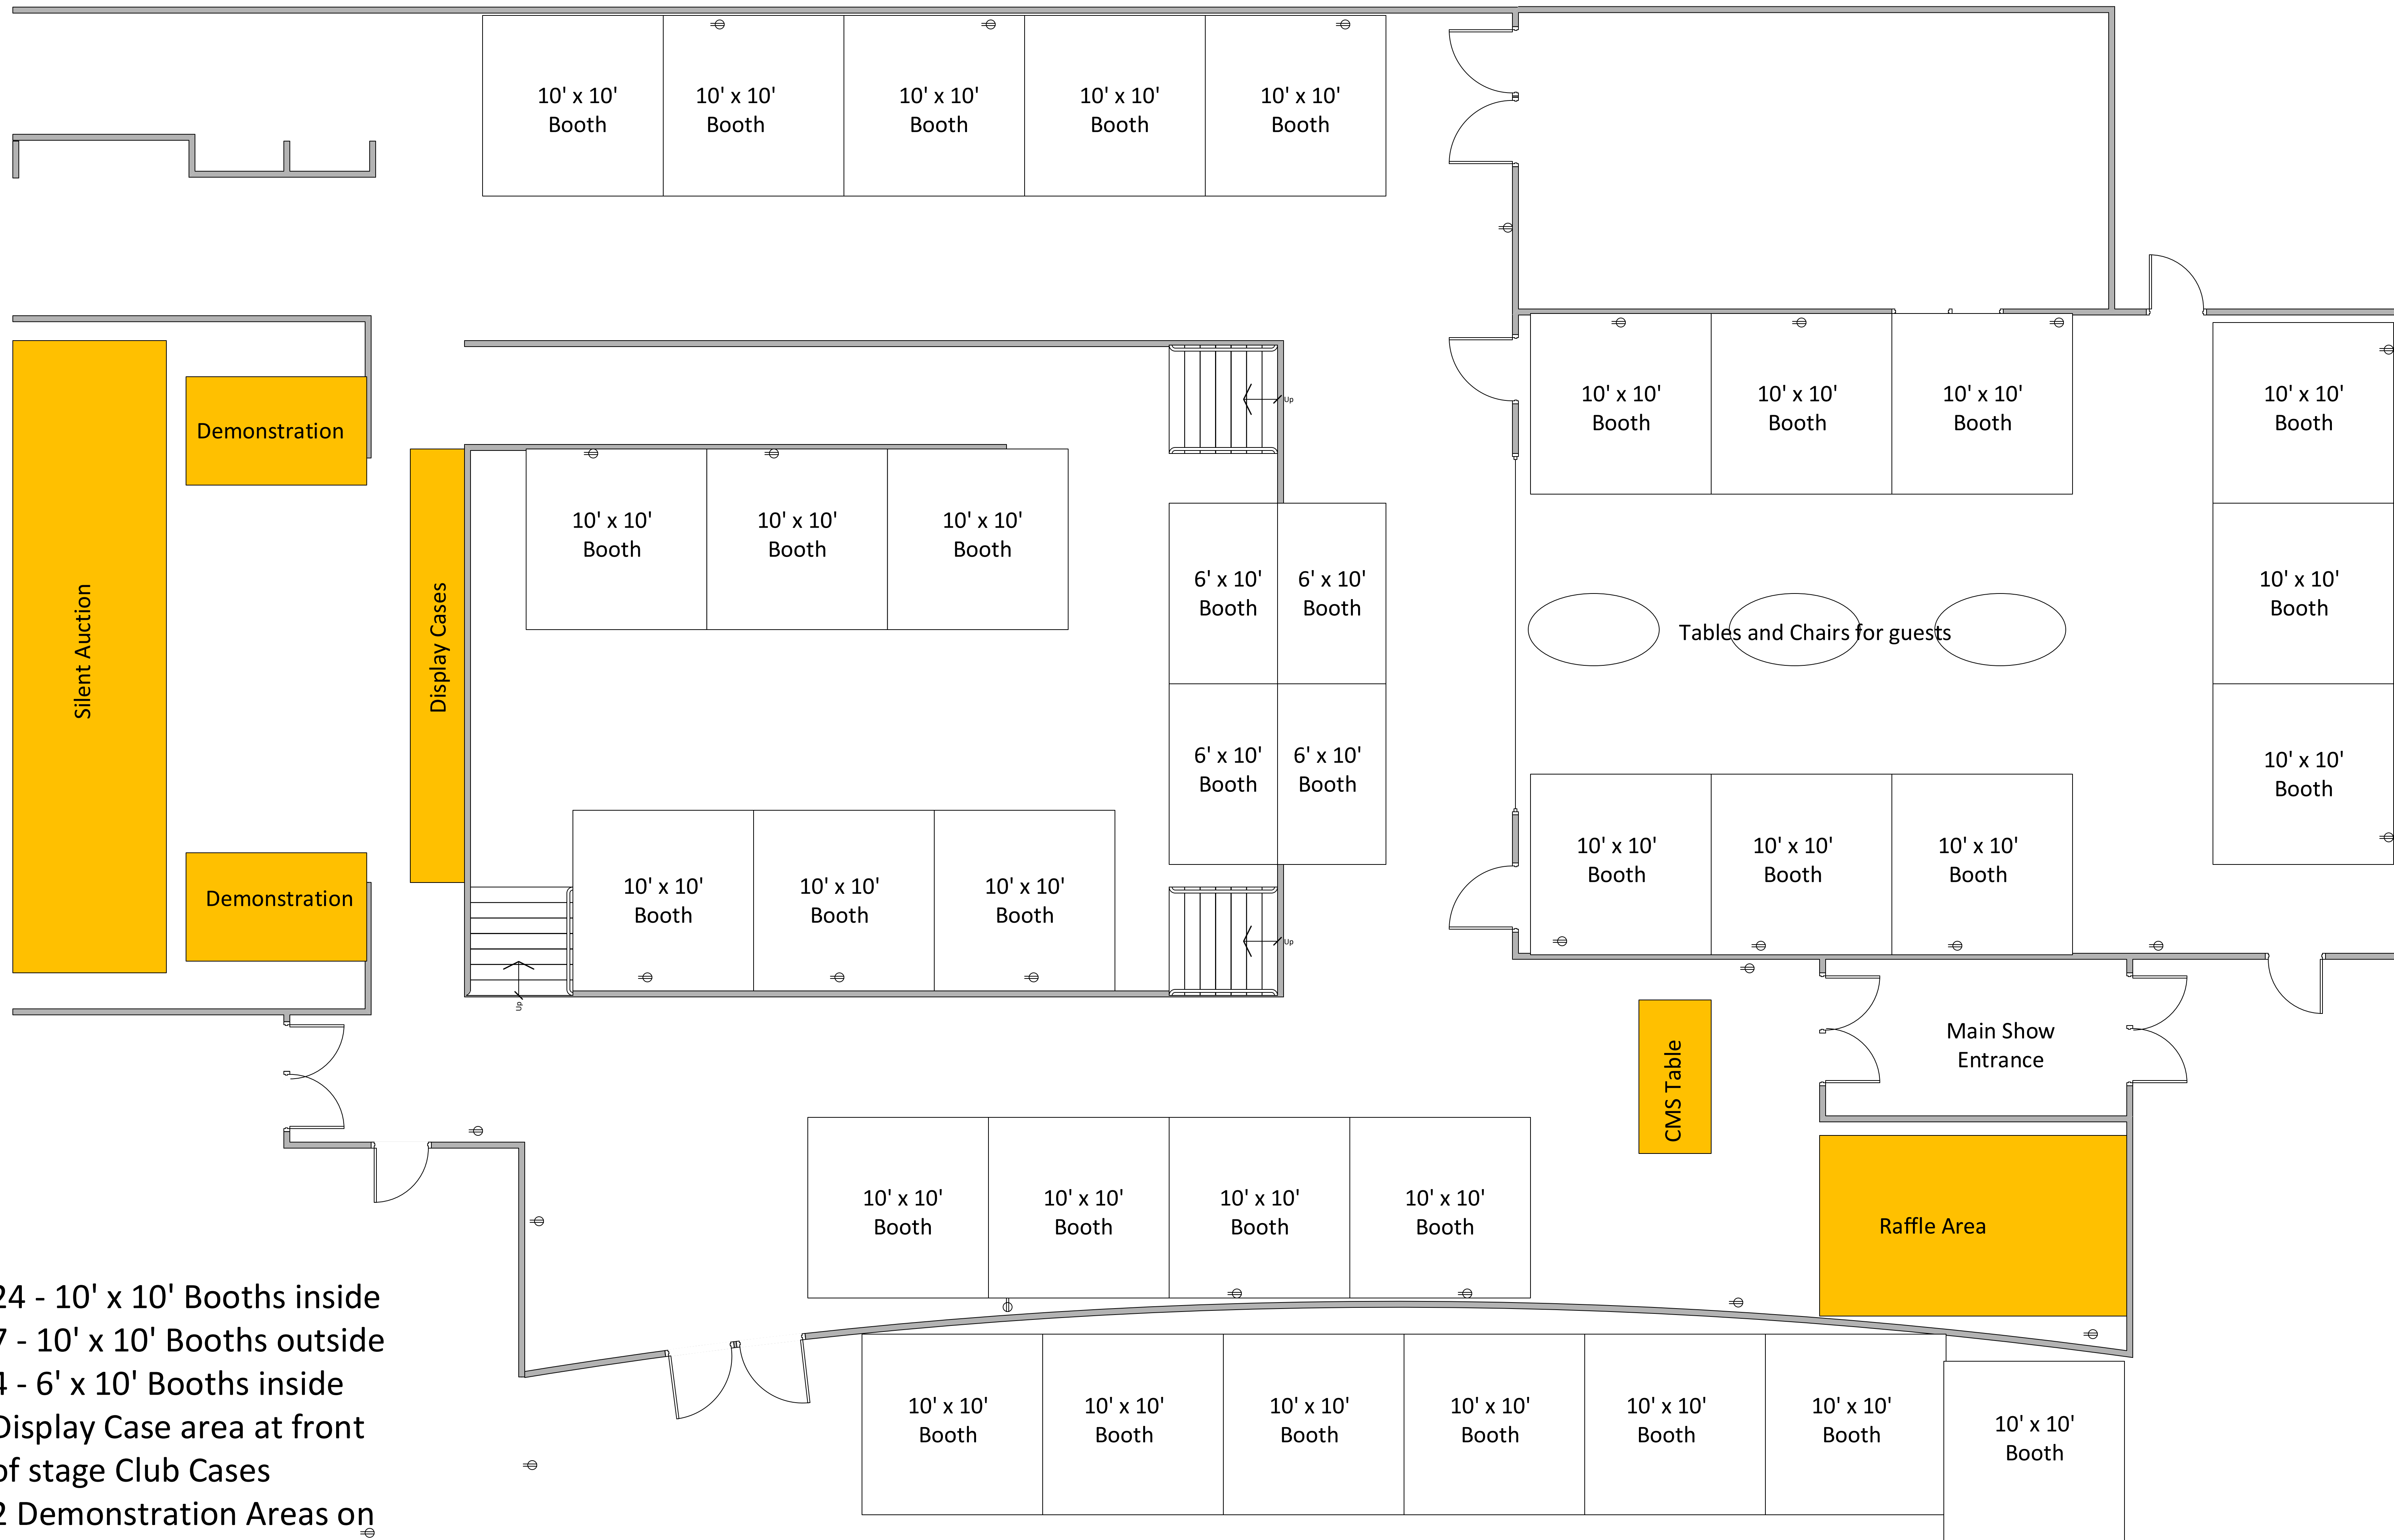 10' x 10'
Booth
10' x 10'
Booth
10' x 10'
Booth
10' x 10'
Booth
10' x 10'
Booth
Up
10' x 10'
Booth
10' x 10'
Booth
10' x 10'
Booth
10' x 10'
Booth
Demonstration
10' x 10'
Booth
10' x 10'
Booth
10' x 10'
Booth
6' x 10'
Booth
6' x 10'
Booth
10' x 10'
Booth
Silent Auction
Display Cases
Tables and Chairs for guests
6' x 10'
Booth
6' x 10'
Booth
10' x 10'
Booth
10' x 10'
Booth
10' x 10'
Booth
10' x 10'
Booth
Demonstration
10' x 10'
Booth
10' x 10'
Booth
10' x 10'
Booth
Up
Up
Main Show
Entrance
CMS Table
10' x 10'
Booth
10' x 10'
Booth
10' x 10'
Booth
10' x 10'
Booth
Raffle Area
24 - 10' x 10' Booths inside
7 - 10' x 10' Booths outside
4 - 6' x 10' Booths inside
Display Case area at front
of stage Club Cases
2 Demonstration Areas on
10' x 10'
Booth
10' x 10'
Booth
10' x 10'
Booth
10' x 10'
Booth
10' x 10'
Booth
10' x 10'
Booth
10' x 10'
Booth